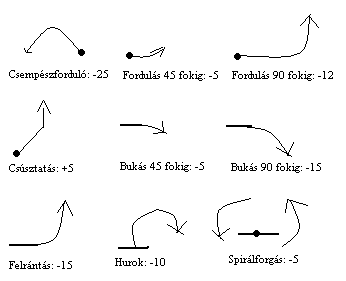 Csempészforduló: -25 Fordulás 45 fokig: -5 Fordulás 90 fokig: -12
Csúsztatás: +5 Bukás 45 fokig: -5 Bukás 90 fokig: -15
Felrántás: -15 Hurok: -10 Spirálforgás: -5